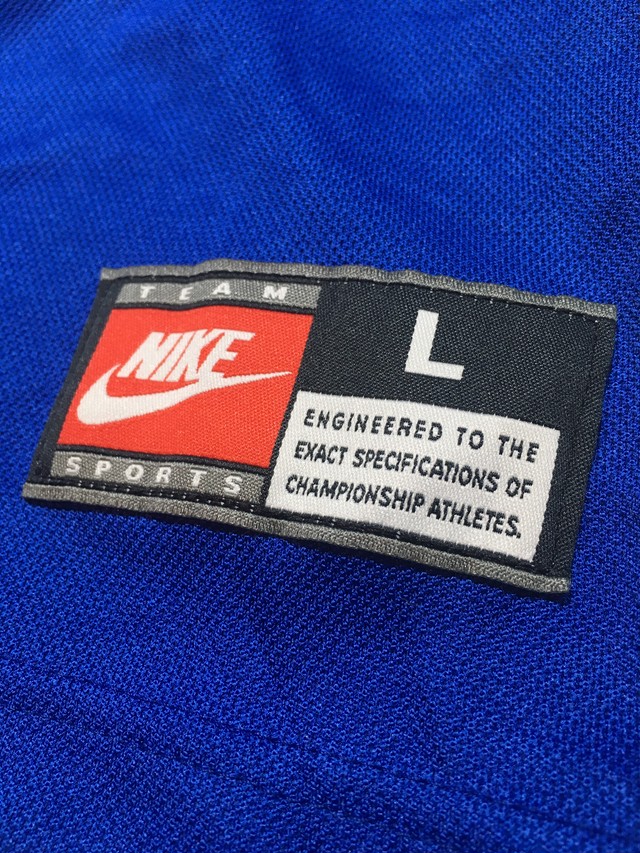 TEAM
NIKE
SPORTS
L
ENGINEERED TO THE
EXACT SPECIFICATIONS OF
CHAMPIONSHIP ATHLETES.